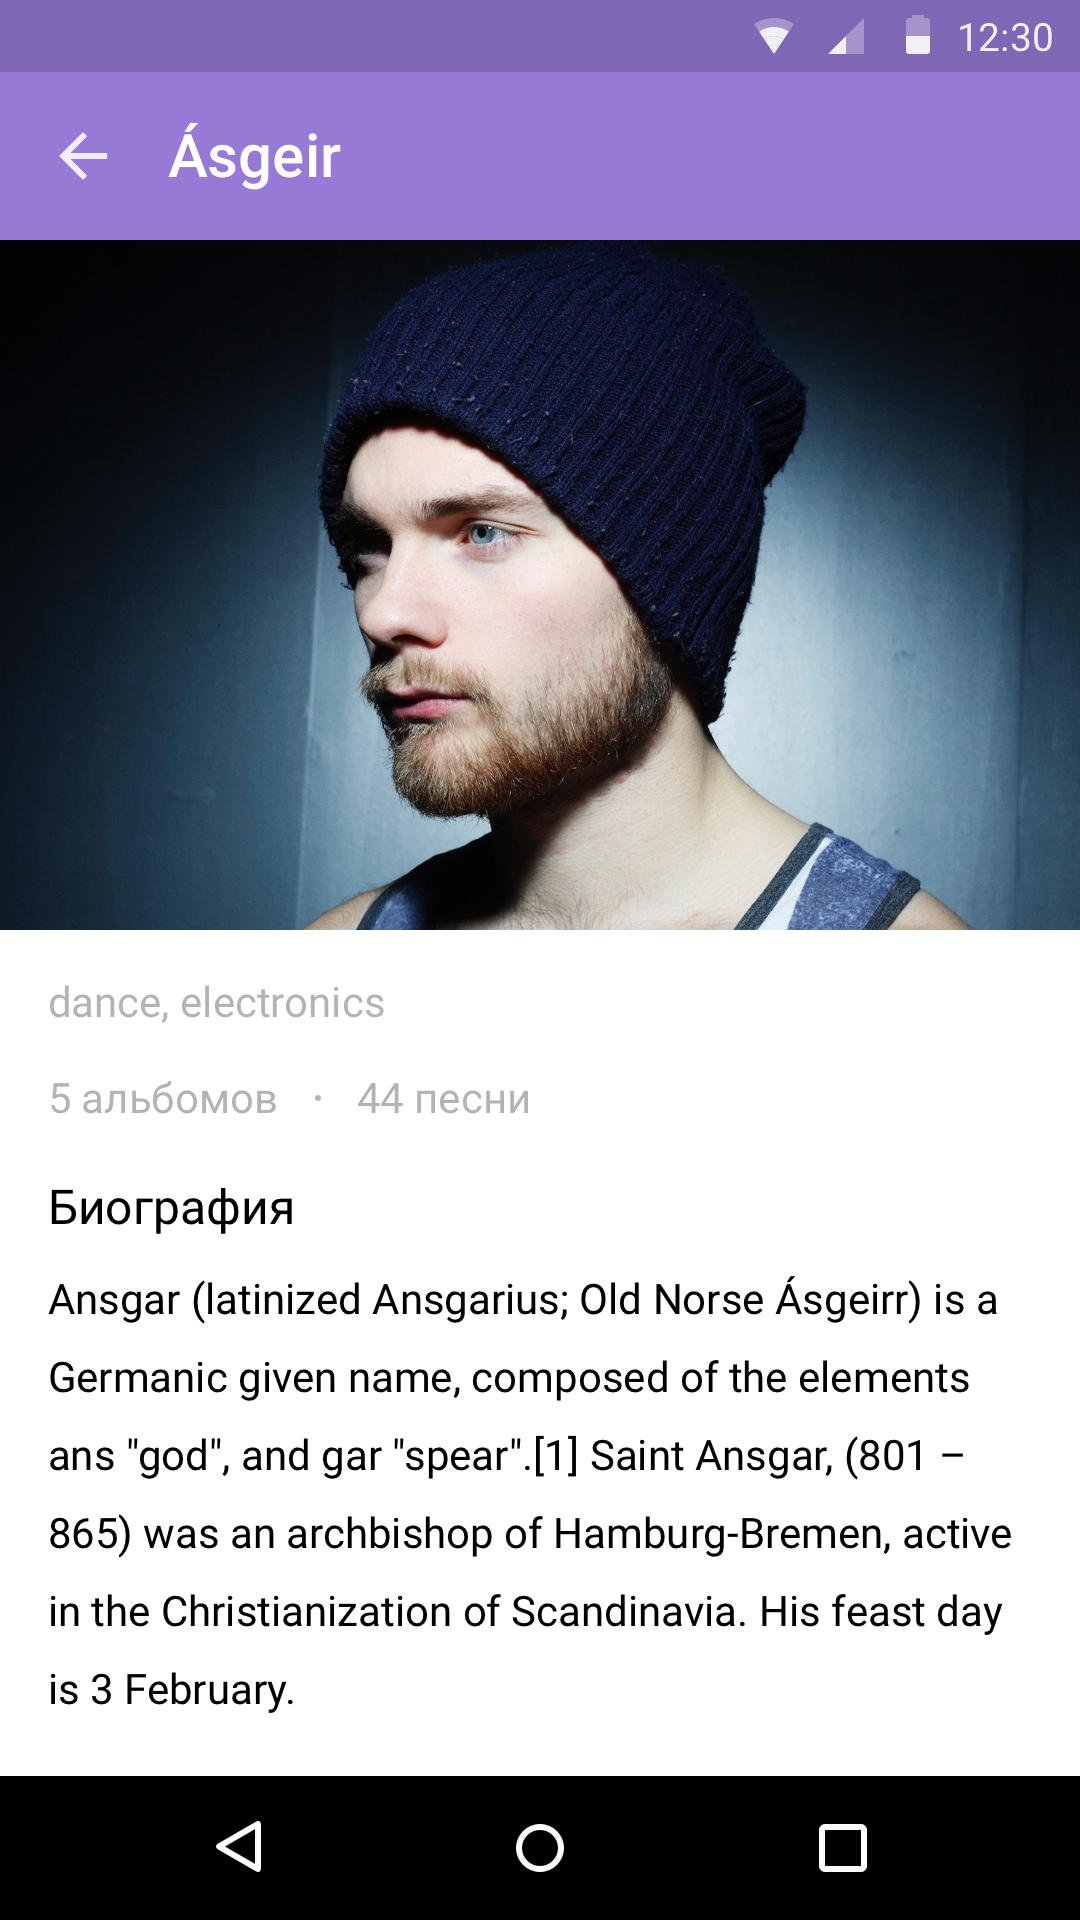 12:30
Ásgeir
dance, electronics
5 альбомов · 44 песни
Биография
Ansgar (latinized Ansgarius; Old Norse Ásgeirr) is a
Germanic given name, composed of the elements
ans "god", and gar "spear".[1] Saint Ansgar, (801 –
865) was an archbishop of Hamburg-Bremen, active
in the Christianization of Scandinavia. His feast day
is 3 February.